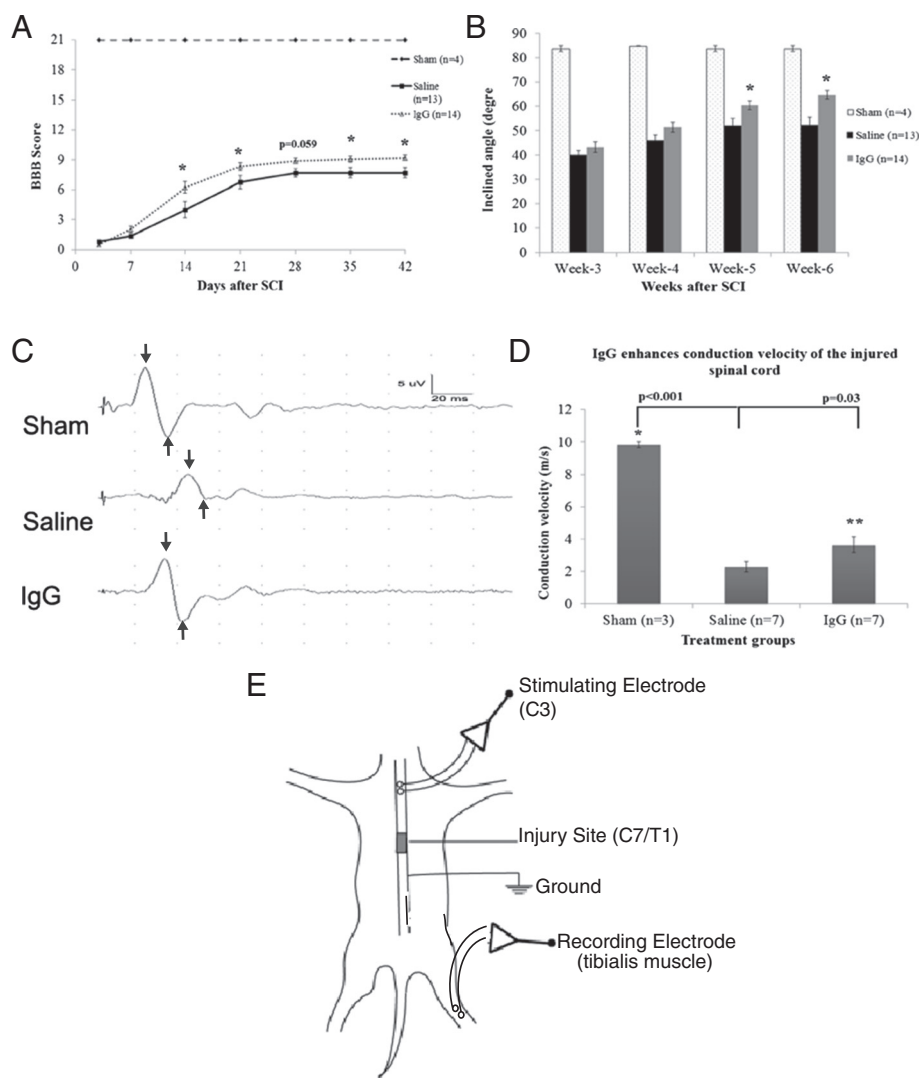 A
21
18
15
12
9
6
3
0
BBB Score
0 7 14 21 28 35 42
Days after SCI
* * p=0.059 * *
Sham (n=4)
Saline
(n=13)
IgG (n=14)
B
90
80
70
60
50
40
30
20
10
0
Inclined angle (degre
* *
Week-3 Week-4 Week-5 Week-6
Weeks after SCI
Sham (n=4)
Saline (n=13)
IgG (n=14)
C
5 uV
20 ms
Sham
Saline
IgG
D
IgG enhances conduction velocity of the injured
spinal cord
p<0.001 p=0.03
12
10
8
6
4
2
0
Conduction velocity (m/s)
* **
Sham (n=3) Saline (n=7) IgG (n=7)
Treatment groups
E
Stimulating Electrode
(C3)
Injury Site (C7/T1)
Ground
Recording Electrode
(tibialis muscle)